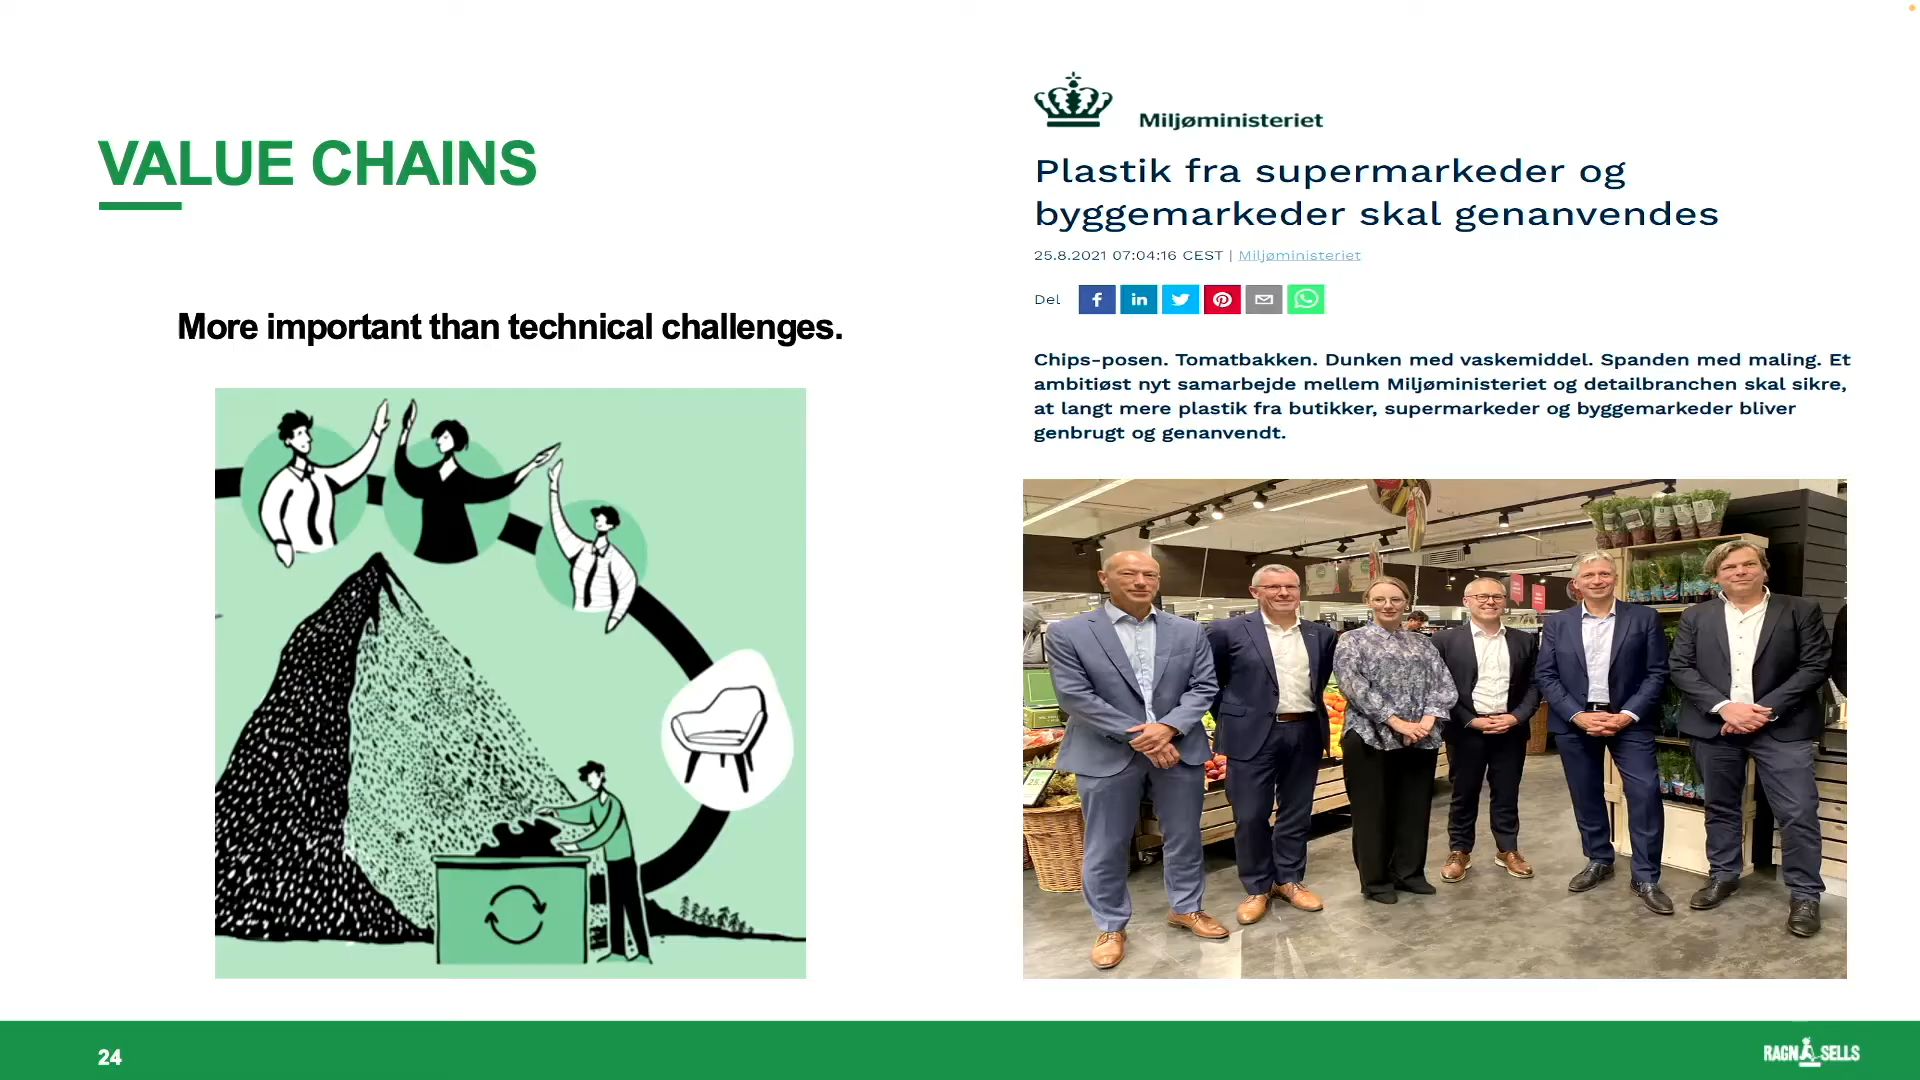 VALUE CHAINS
More important than technical challenges.
Miljøministeriet
Plastik fra supermarkeder og
byggemarkeder skal genanvendes
25.8.2021 07:04:16 CEST | Miljøministeriet
Del
Chips-posen. Tomatbakken. Dunken med vaskemiddel. Spanden med maling. Et
ambitiøst nyt samarbejde mellem Miljøministeriet og detailbranchen skal sikre,
at langt mere plastik fra butikker, supermarkeder og byggemarkeder bliver
genbrugt og genanvendt.
24
RAGN SELLS